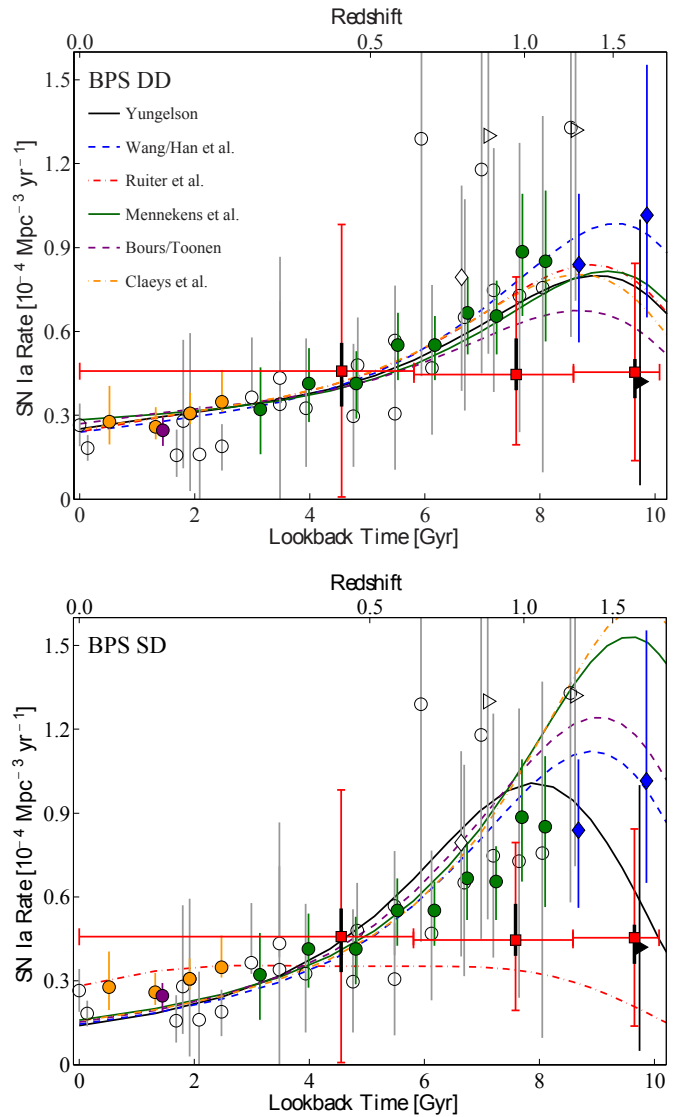 Redshift
0.0 0.5 1.0 1.5
BPS DD
Yungelson
Wang/Han et al.
Ruiter et al.
Mennekens et al.
Bours/Toonen
Claeys et al.
SN Ia Rate [10⁻⁴ Mpc⁻³ yr⁻¹]
1.5
1.2
0.9
0.6
0.3
0
0 2 4 6 8 10
Lookback Time [Gyr]
Redshift
0.0 0.5 1.0 1.5
BPS SD
SN Ia Rate [10⁻⁴ Mpc⁻³ yr⁻¹]
1.5
1.2
0.9
0.6
0.3
0
0 2 4 6 8 10
Lookback Time [Gyr]